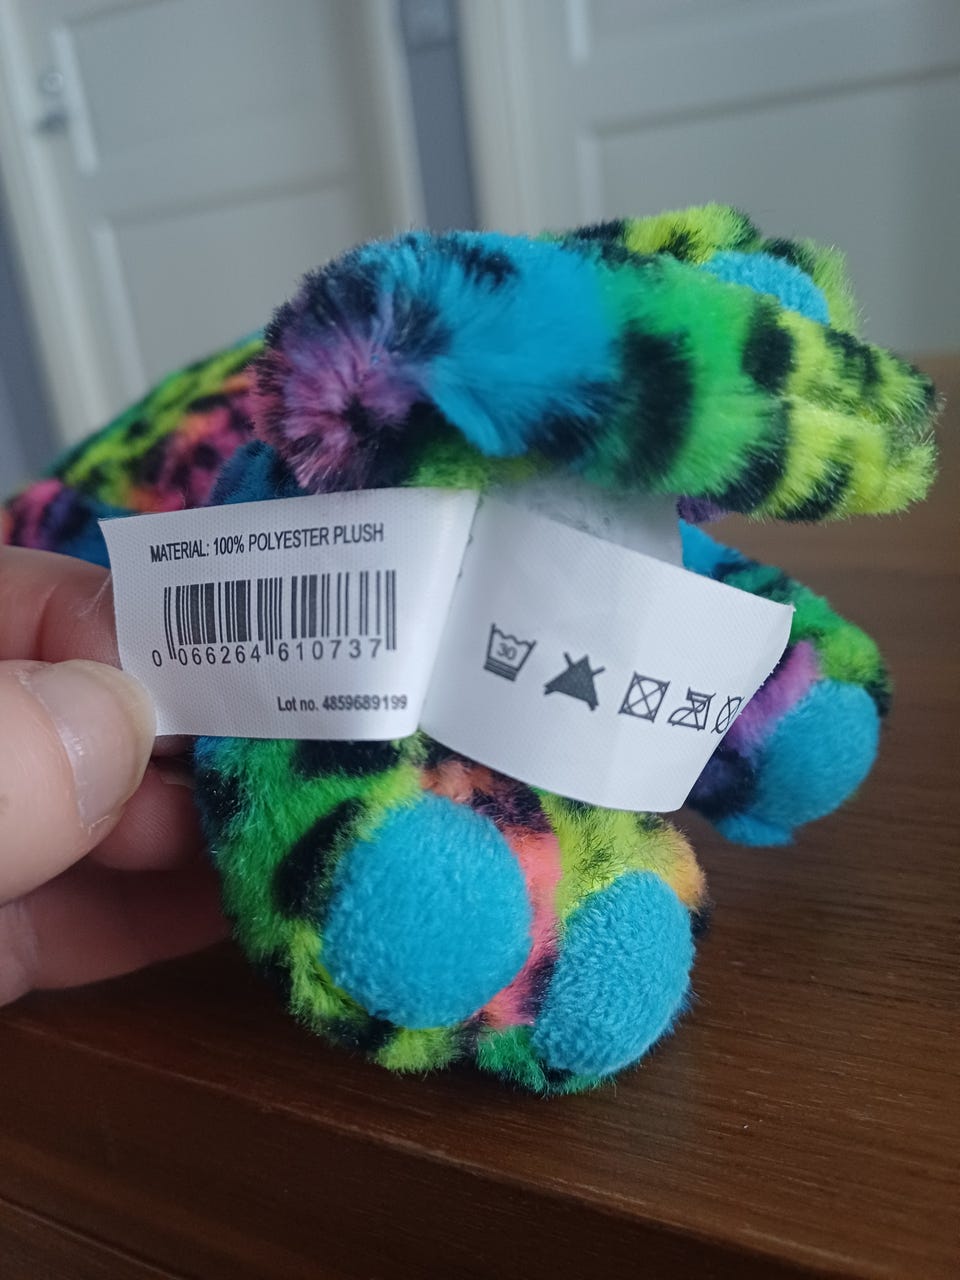 MATERIAL: 100% POLYESTER PLUSH
0 066264 610737
Lot no. 4859689199
30